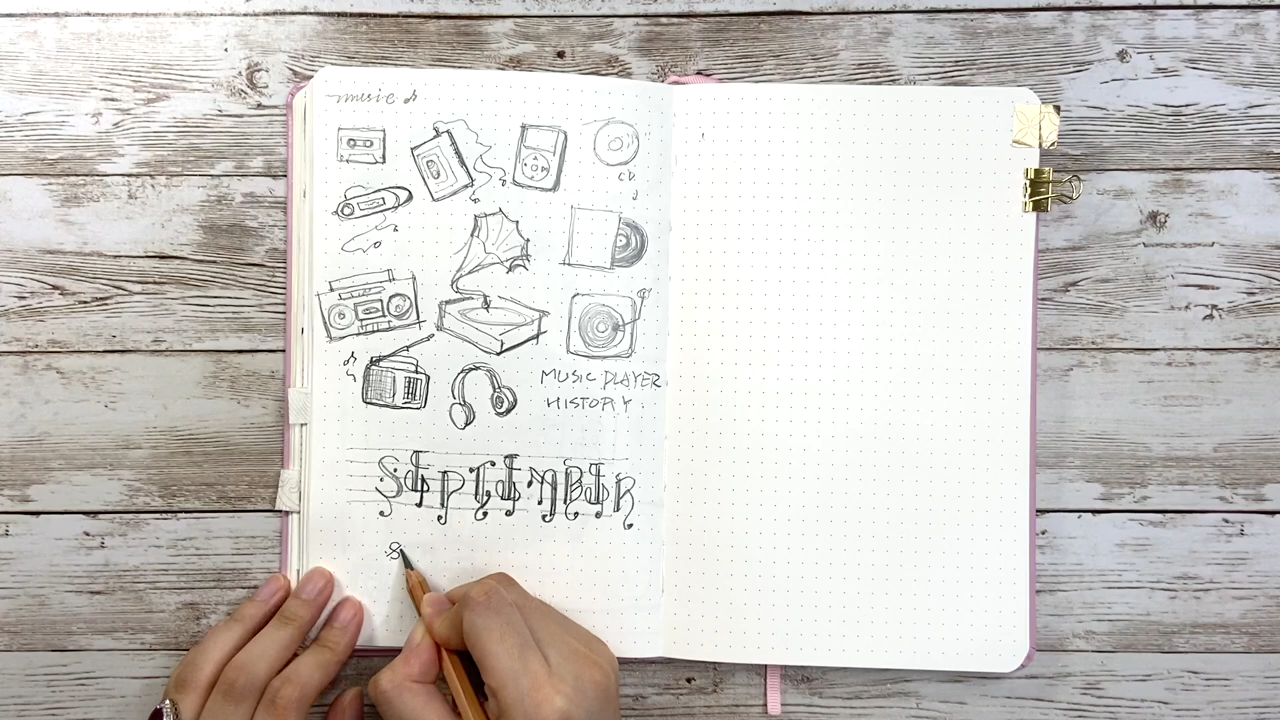 music
CD
MUSIC PLAYER
HISTORY
SEPTEMBER
S